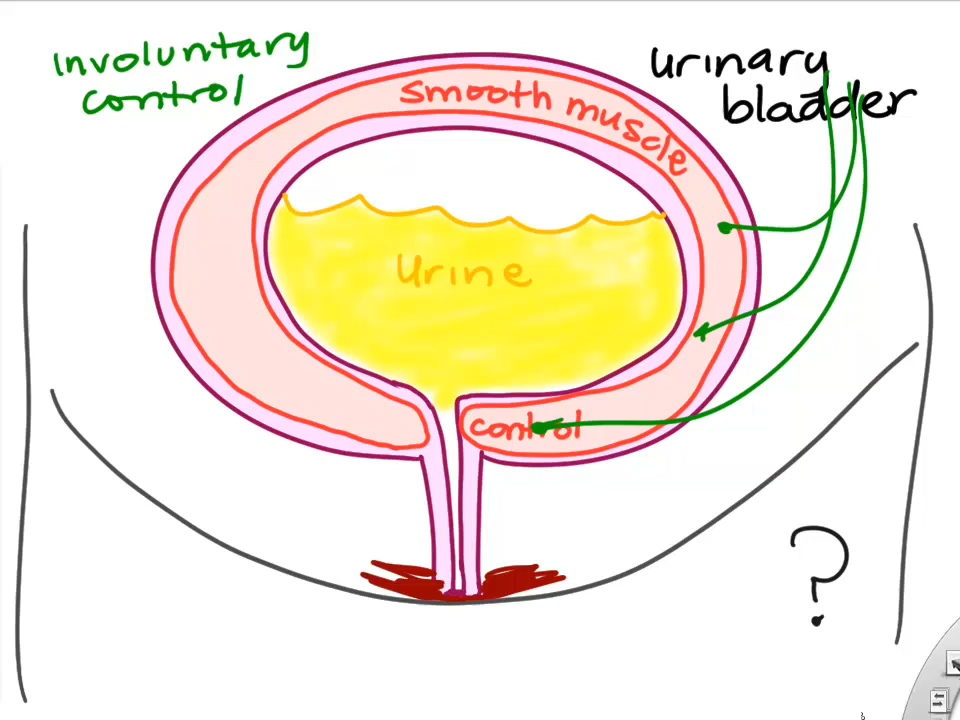 involuntary
control
urinary
bladder
smooth muscle
urine
control
?